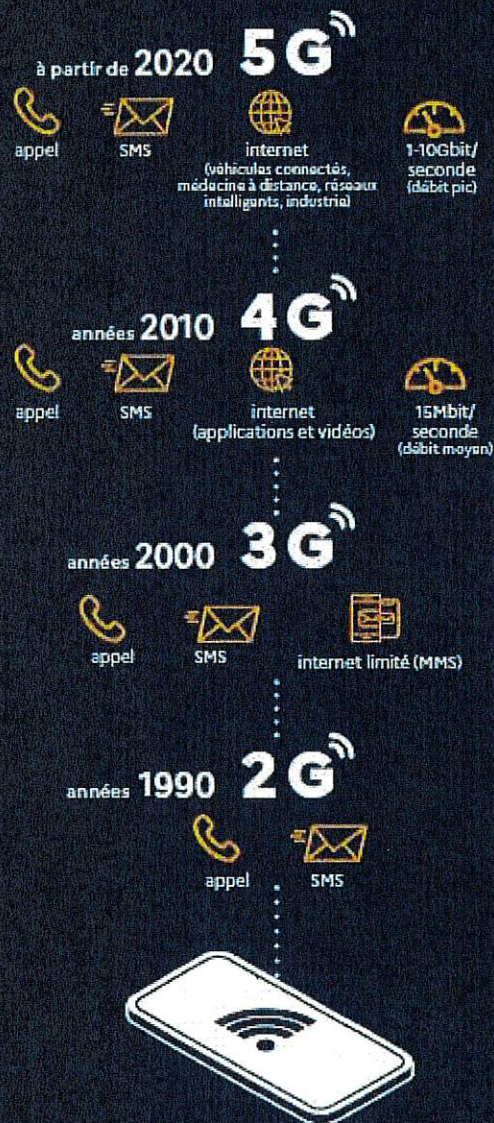 à partir de 2020 5G
appel
SMS
internet
(véhicules connectés,
médecine à distance, réseaux
intelligents, industrie)
1-10Gbit/
seconde
(débit pic)
années 2010 4G
appel
SMS
internet
(applications et vidéos)
15Mbit/
seconde
(débit moyen)
années 2000 3G
appel
SMS
internet limité (MMS)
années 1990 2G
appel
SMS